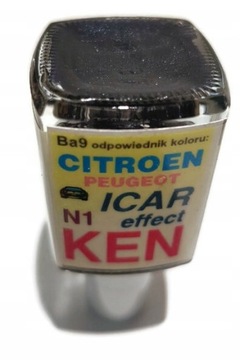 Ba9 odpowiednik koloru:
CITROEN
PEUGEOT
ICAR
N1 effect
KEN